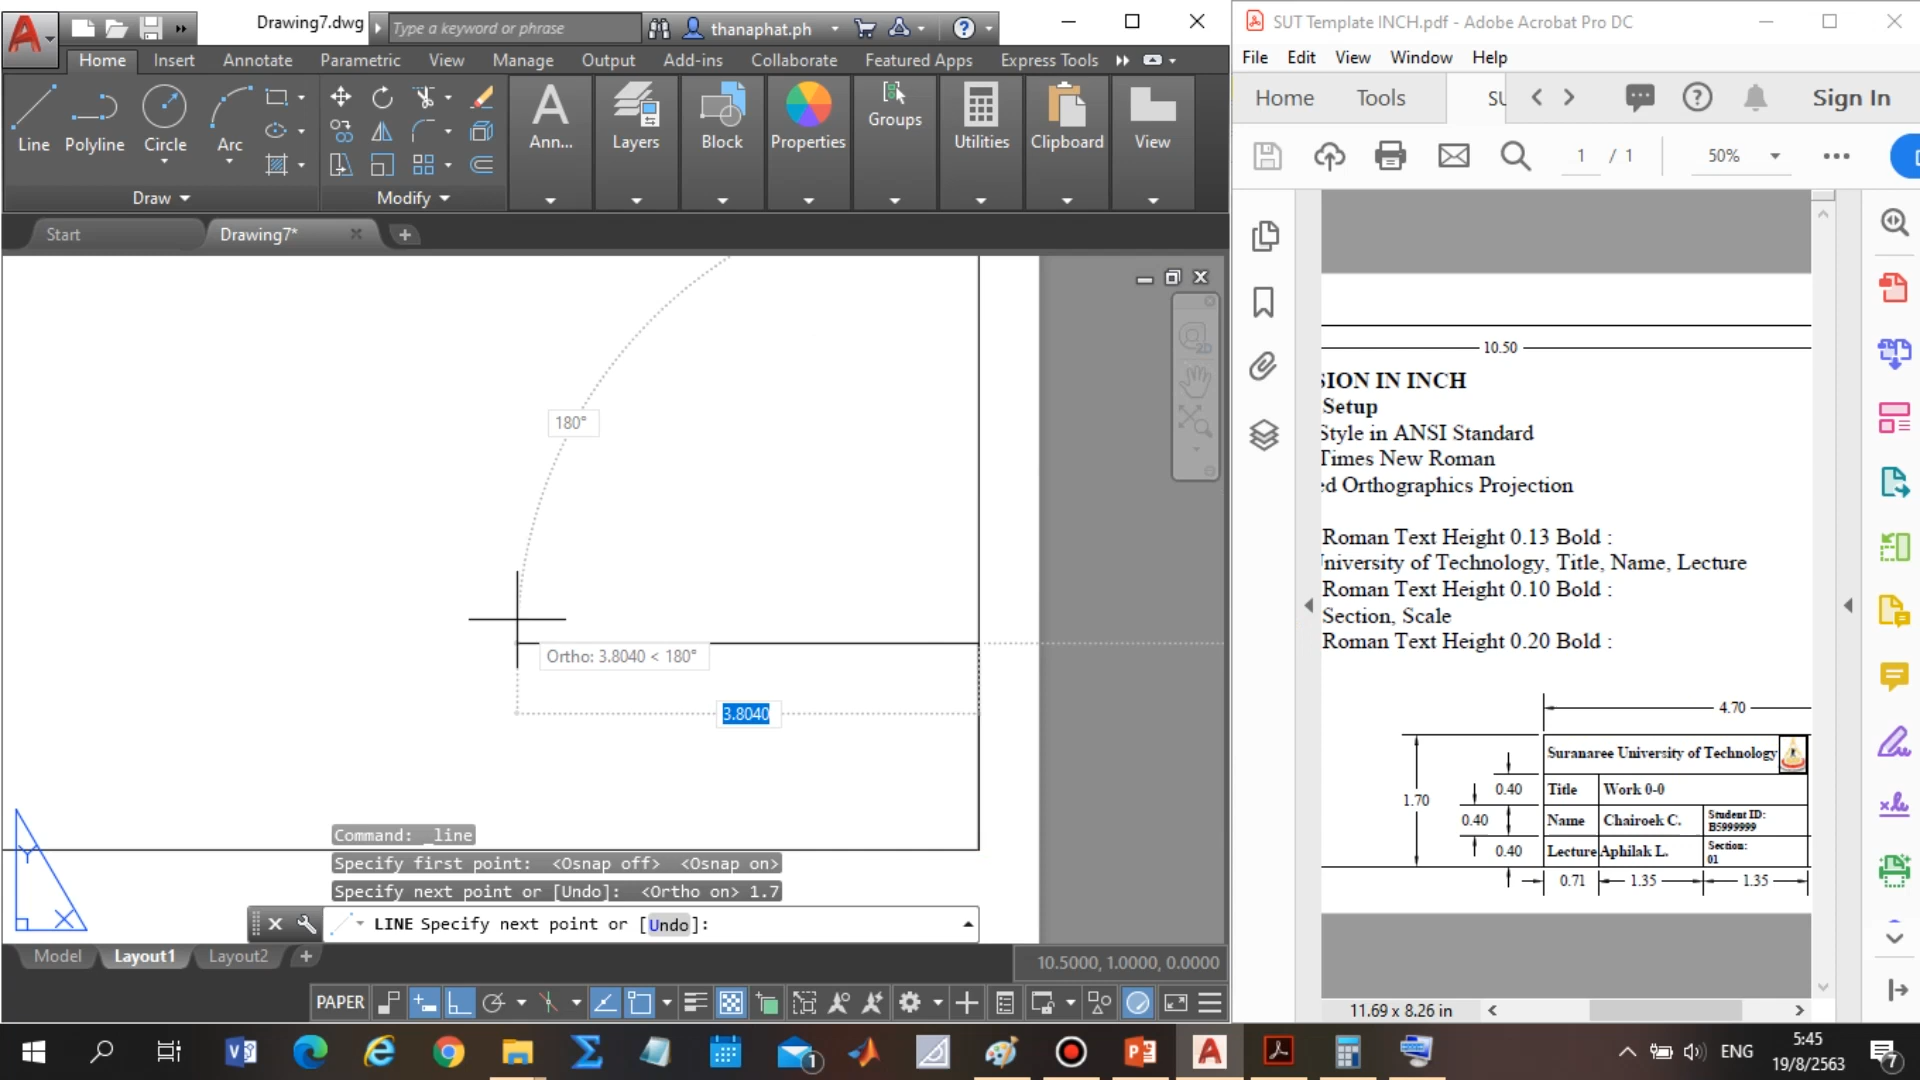 Drawing7.dwg
Type a keyword or phrase
thanaphat.ph
Home Insert Annotate Parametric View Manage Output Add-ins Collaborate Featured Apps Express Tools
Line
Polyline
Circle
Arc
Ann...
Layers
Block
Properties
Groups
Utilities
Clipboard
View
Draw
Modify
Start
Drawing7*
2D
180°
Ortho: 3.8040 < 180°
3.8040
Y
X
Command: _line
Specify first point: <Osnap off> <Osnap on>
Specify next point or [Undo]: <Ortho on> 1.7
LINE Specify next point or [Undo]:
Model Layout1 Layout2
10.5000, 1.0000, 0.0000
PAPER
SUT Template INCH.pdf - Adobe Acrobat Pro DC
File Edit View Window Help
Home Tools SU Sign In
1 / 1
50%
10.50
SION IN INCH
Setup
Style in ANSI Standard
Times New Roman
ed Orthographics Projection
Roman Text Height 0.13 Bold :
niversity of Technology, Title, Name, Lecture
Roman Text Height 0.10 Bold :
Section, Scale
Roman Text Height 0.20 Bold :
4.70
Suranaree University of Technology
1.70
0.40
Title
Work 0-0
0.40
Name
Chairoek C.
Student ID:
B5999999
0.40
Lecture
Aphilak L.
Section:
01
0.71
1.35
1.35
11.69 x 8.26 in
1
ENG
5:45
19/8/2563
7